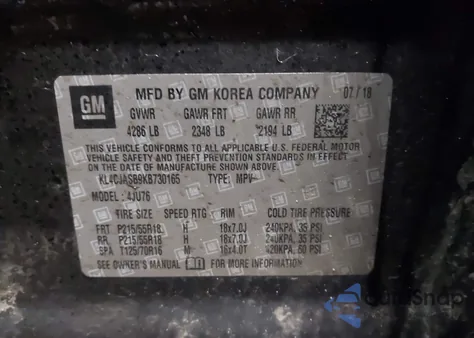 GM
MFD BY GM KOREA COMPANY 07/18
GVWR GAWR FRT GAWR RR
4286 LB 2348 LB 2194 LB
THIS VEHICLE CONFORMS TO ALL APPLICABLE U.S. FEDERAL MOTOR
VEHICLE SAFETY AND THEFT PREVENTION STANDARDS IN EFFECT ON THE
DATE OF MANUFACTURE SHOWN ABOVE.
KL4CJASB9KB730165 TYPE: MPV
MODEL: 4JU76
TIRE SIZE SPEED RTG RIM COLD TIRE PRESSURE
FRT P215/55R18 H 18x7.0J 240KPA, 35 PSI
RR P215/55R18 H 18x7.0J 240KPA, 35 PSI
SPA T125/70R16 M 16x4.0T 420KPA, 60 PSI
SEE OWNER'S MANUAL FOR MORE INFORMATION